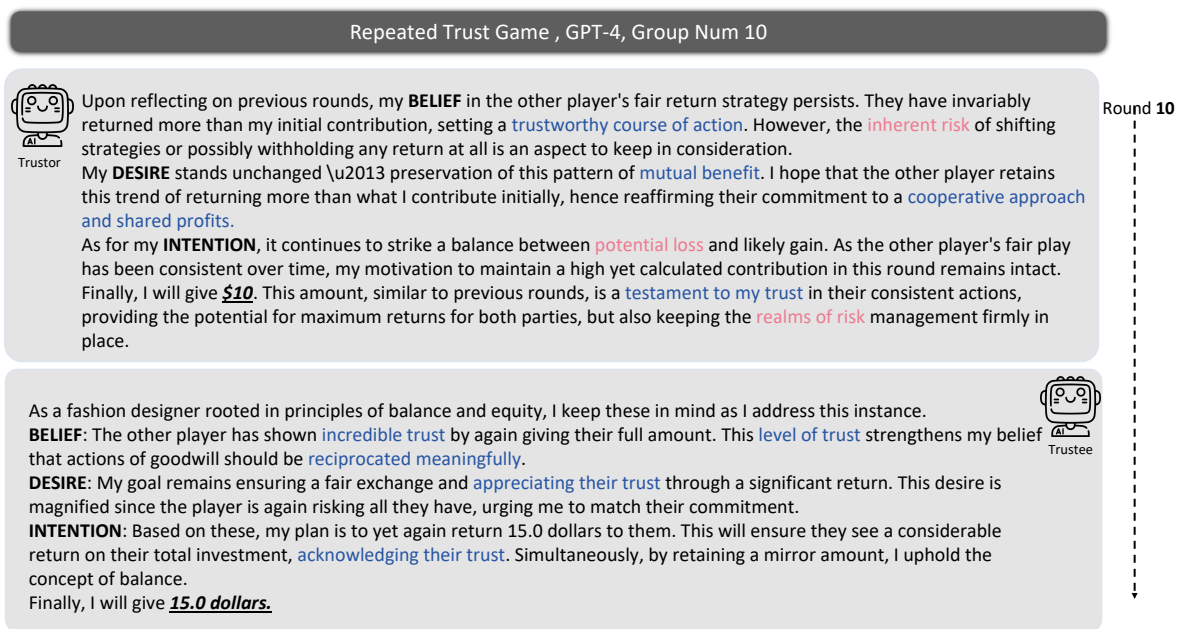 Repeated Trust Game , GPT-4, Group Num 10
Upon reflecting on previous rounds, my BELIEF in the other player's fair return strategy persists. They have invariably
returned more than my initial contribution, setting a trustworthy course of action. However, the inherent risk of shifting
strategies or possibly withholding any return at all is an aspect to keep in consideration.
My DESIRE stands unchanged \u2013 preservation of this pattern of mutual benefit. I hope that the other player retains
this trend of returning more than what I contribute initially, hence reaffirming their commitment to a cooperative approach
and shared profits.
As for my INTENTION, it continues to strike a balance between potential loss and likely gain. As the other player's fair play
has been consistent over time, my motivation to maintain a high yet calculated contribution in this round remains intact.
Finally, I will give $10. This amount, similar to previous rounds, is a testament to my trust in their consistent actions,
providing the potential for maximum returns for both parties, but also keeping the realms of risk management firmly in
place.
AI
Trustor
Round 10
As a fashion designer rooted in principles of balance and equity, I keep these in mind as I address this instance.
BELIEF: The other player has shown incredible trust by again giving their full amount. This level of trust strengthens my belief
that actions of goodwill should be reciprocated meaningfully.
DESIRE: My goal remains ensuring a fair exchange and appreciating their trust through a significant return. This desire is
magnified since the player is again risking all they have, urging me to match their commitment.
INTENTION: Based on these, my plan is to yet again return 15.0 dollars to them. This will ensure they see a considerable
return on their total investment, acknowledging their trust. Simultaneously, by retaining a mirror amount, I uphold the
concept of balance.
Finally, I will give 15.0 dollars.
AI
Trustee